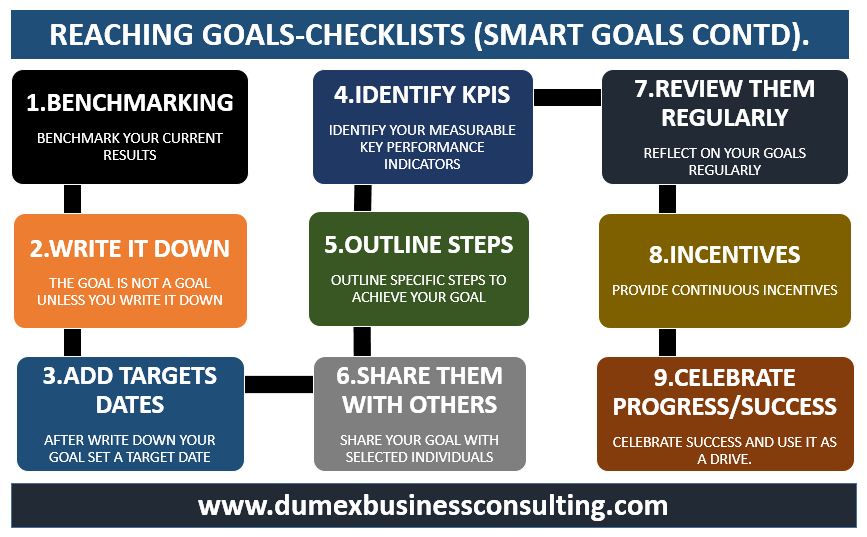 REACHING GOALS-CHECKLISTS (SMART GOALS CONTD).
1.BENCHMARKING
BENCHMARK YOUR CURRENT
RESULTS
2.WRITE IT DOWN
THE GOAL IS NOT A GOAL
UNLESS YOU WRITE IT DOWN
3.ADD TARGETS
DATES
AFTER WRITE DOWN YOUR
GOAL SET A TARGET DATE
4.IDENTIFY KPIS
IDENTIFY YOUR MEASURABLE
KEY PERFORMANCE
INDICATORS
5.OUTLINE STEPS
OUTLINE SPECIFIC STEPS TO
ACHIEVE YOUR GOAL
6.SHARE THEM
WITH OTHERS
SHARE YOUR GOAL WITH
SELECTED INDIVIDUALS
7.REVIEW THEM
REGULARLY
REFLECT ON YOUR GOALS
REGULARLY
8.INCENTIVES
PROVIDE CONTINUOUS INCENTIVES
9.CELEBRATE
PROGRESS/SUCCESS
CELEBRATE SUCCESS AND USE IT AS
A DRIVE.
www.dumexbusinessconsulting.com